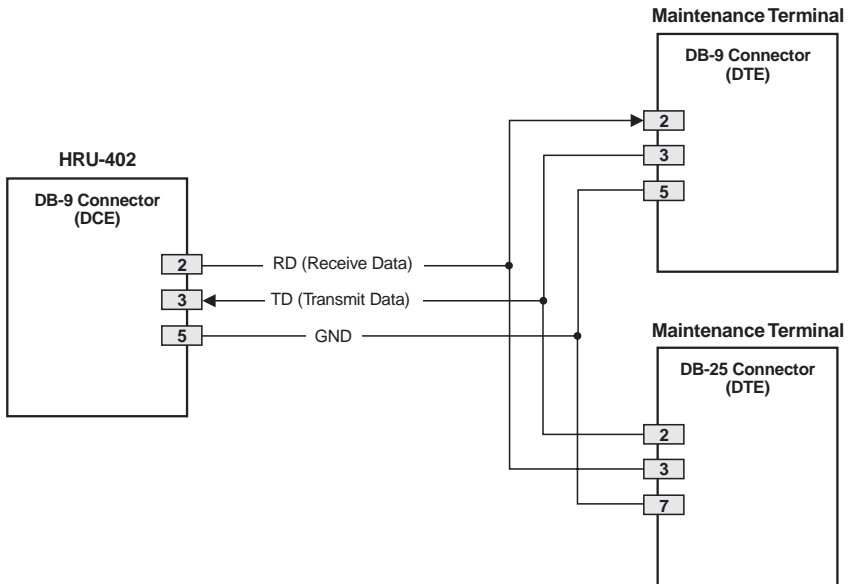 Maintenance Terminal
DB-9 Connector
(DTE)
2
3
5
HRU-402
DB-9 Connector
(DCE)
2
RD (Receive Data)
3
TD (Transmit Data)
5
GND
Maintenance Terminal
DB-25 Connector
(DTE)
2
3
7